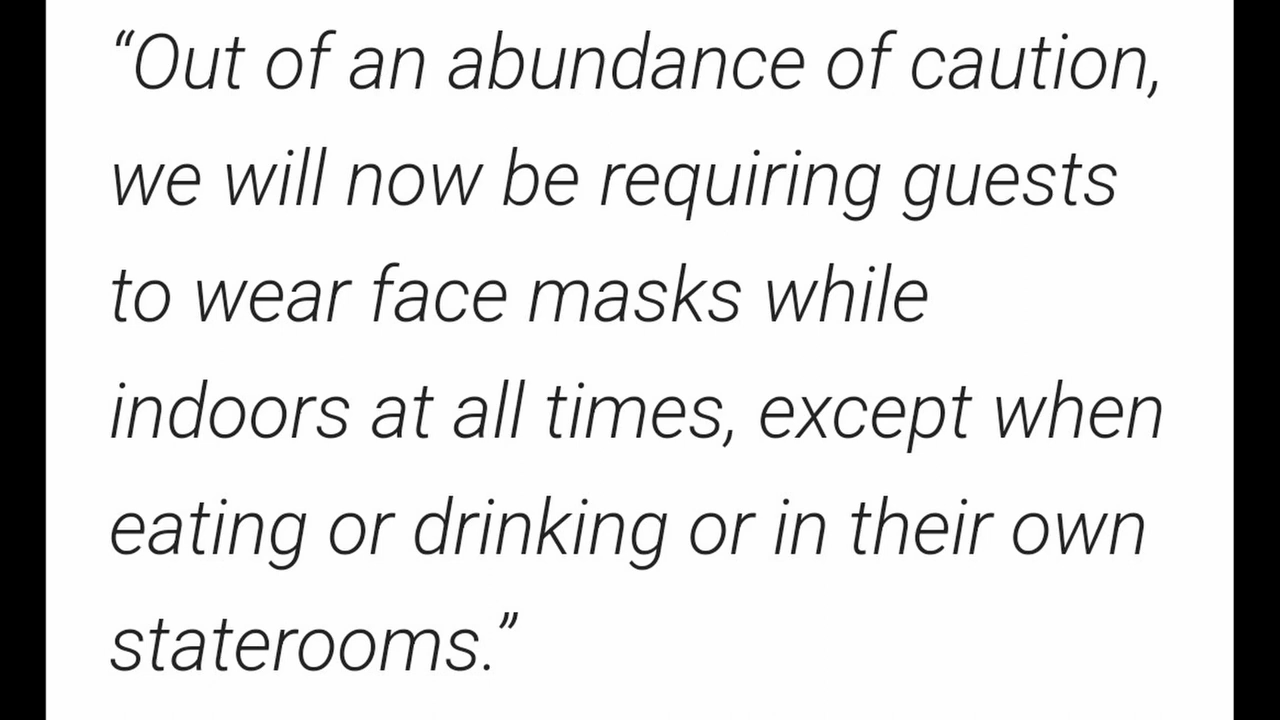 “Out of an abundance of caution,
we will now be requiring guests
to wear face masks while
indoors at all times, except when
eating or drinking or in their own
staterooms.”